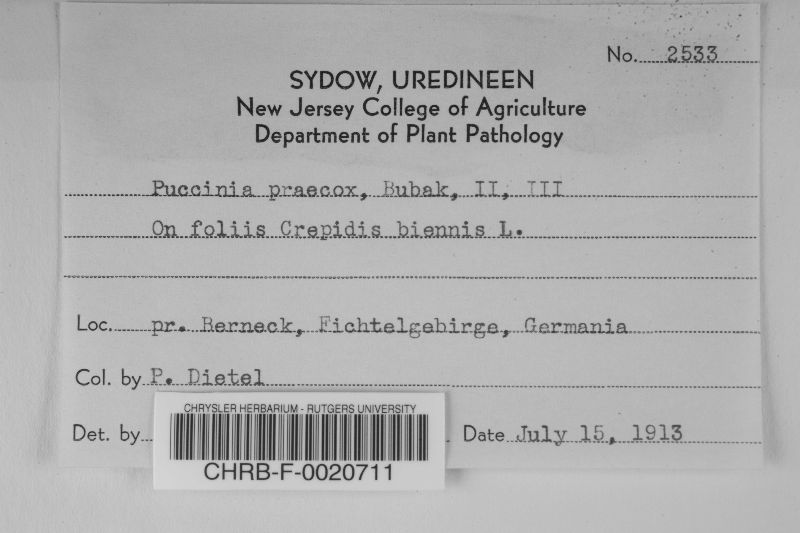 No. 2533
SYDOW, UREDINEEN
New Jersey College of Agriculture
Department of Plant Pathology
Puccinia praecox, Bubak, II, III
On foliis Crepidis biennis L.
Loc. pr. Berneck, Fichtelgebirge, Germania
Col. by P. Dietel
Det. by Date July 15, 1913
CHRYSLER HERBARIUM - RUTGERS UNIVERSITY
CHRB-F-0020711